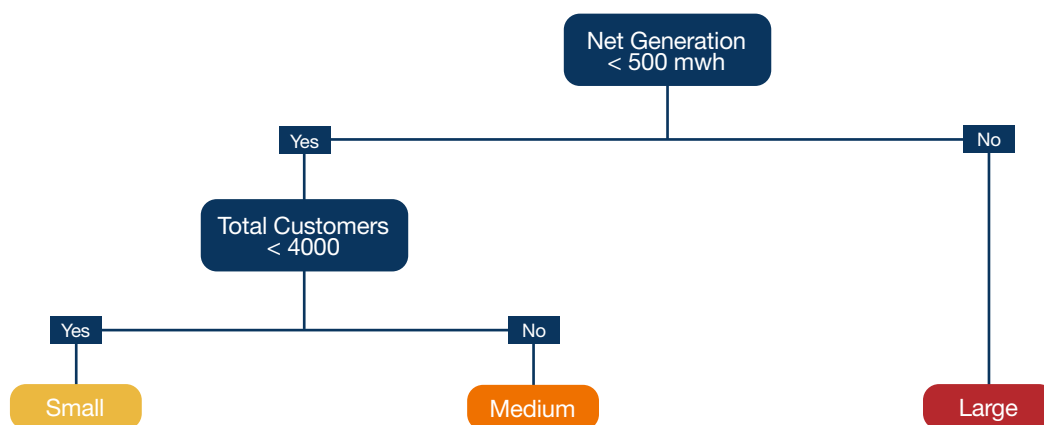 Net Generation
< 500 mwh
Yes
No
Total Customers
< 4000
Yes
No
Small
Medium
Large